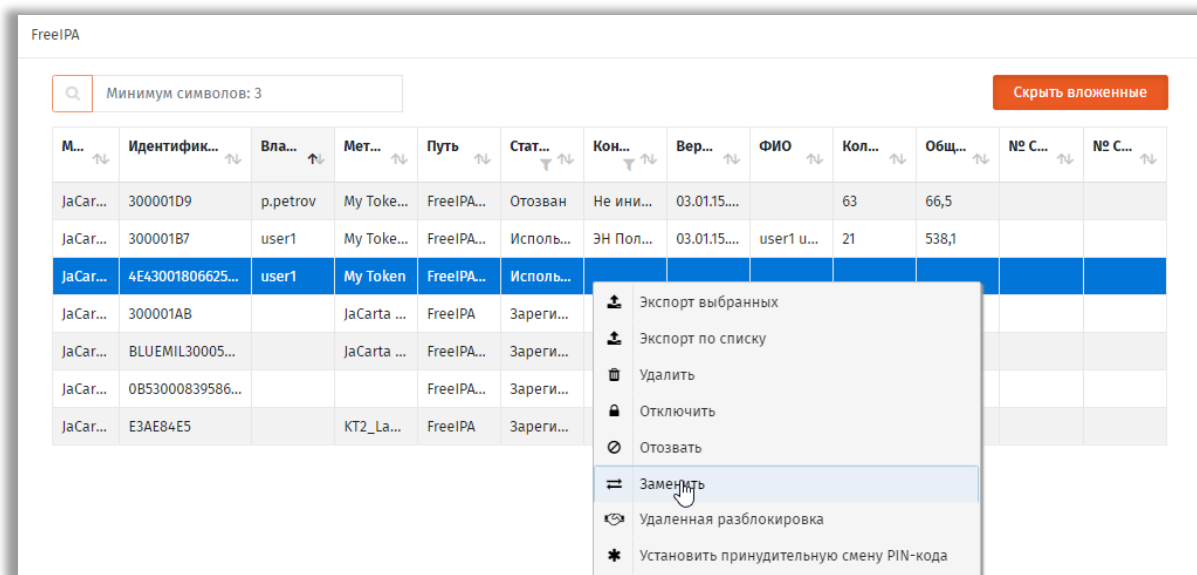 FreeIPA
Минимум символов: 3 Скрыть вложенные
М... Идентифик... Вла... Мет... Путь Стат... Кон... Вер... ФИО Кол... Общ... № С... № С...
JaCar... 300001D9 p.petrov My Toke... FreeIPA... Отозван Не ини... 03.01.15.... 63 66,5
JaCar... 300001B7 user1 My Toke... FreeIPA... Исполь... ЭН Пол... 03.01.15.... user1 u... 21 538,1
JaCar... 4E43001806625... user1 My Token FreeIPA... Исполь...
JaCar... 300001AB JaCarta ... FreeIPA Зареги...
JaCar... BLUEMIL30005... JaCarta ... FreeIPA... Зареги...
JaCar... 0B53000839586... FreeIPA... Зареги...
JaCar... E3AE84E5 KT2_La... FreeIPA Зареги...
Экспорт выбранных
Экспорт по списку
Удалить
Отключить
Отозвать
Заменить
Удаленная разблокировка
Установить принудительную смену PIN-кода